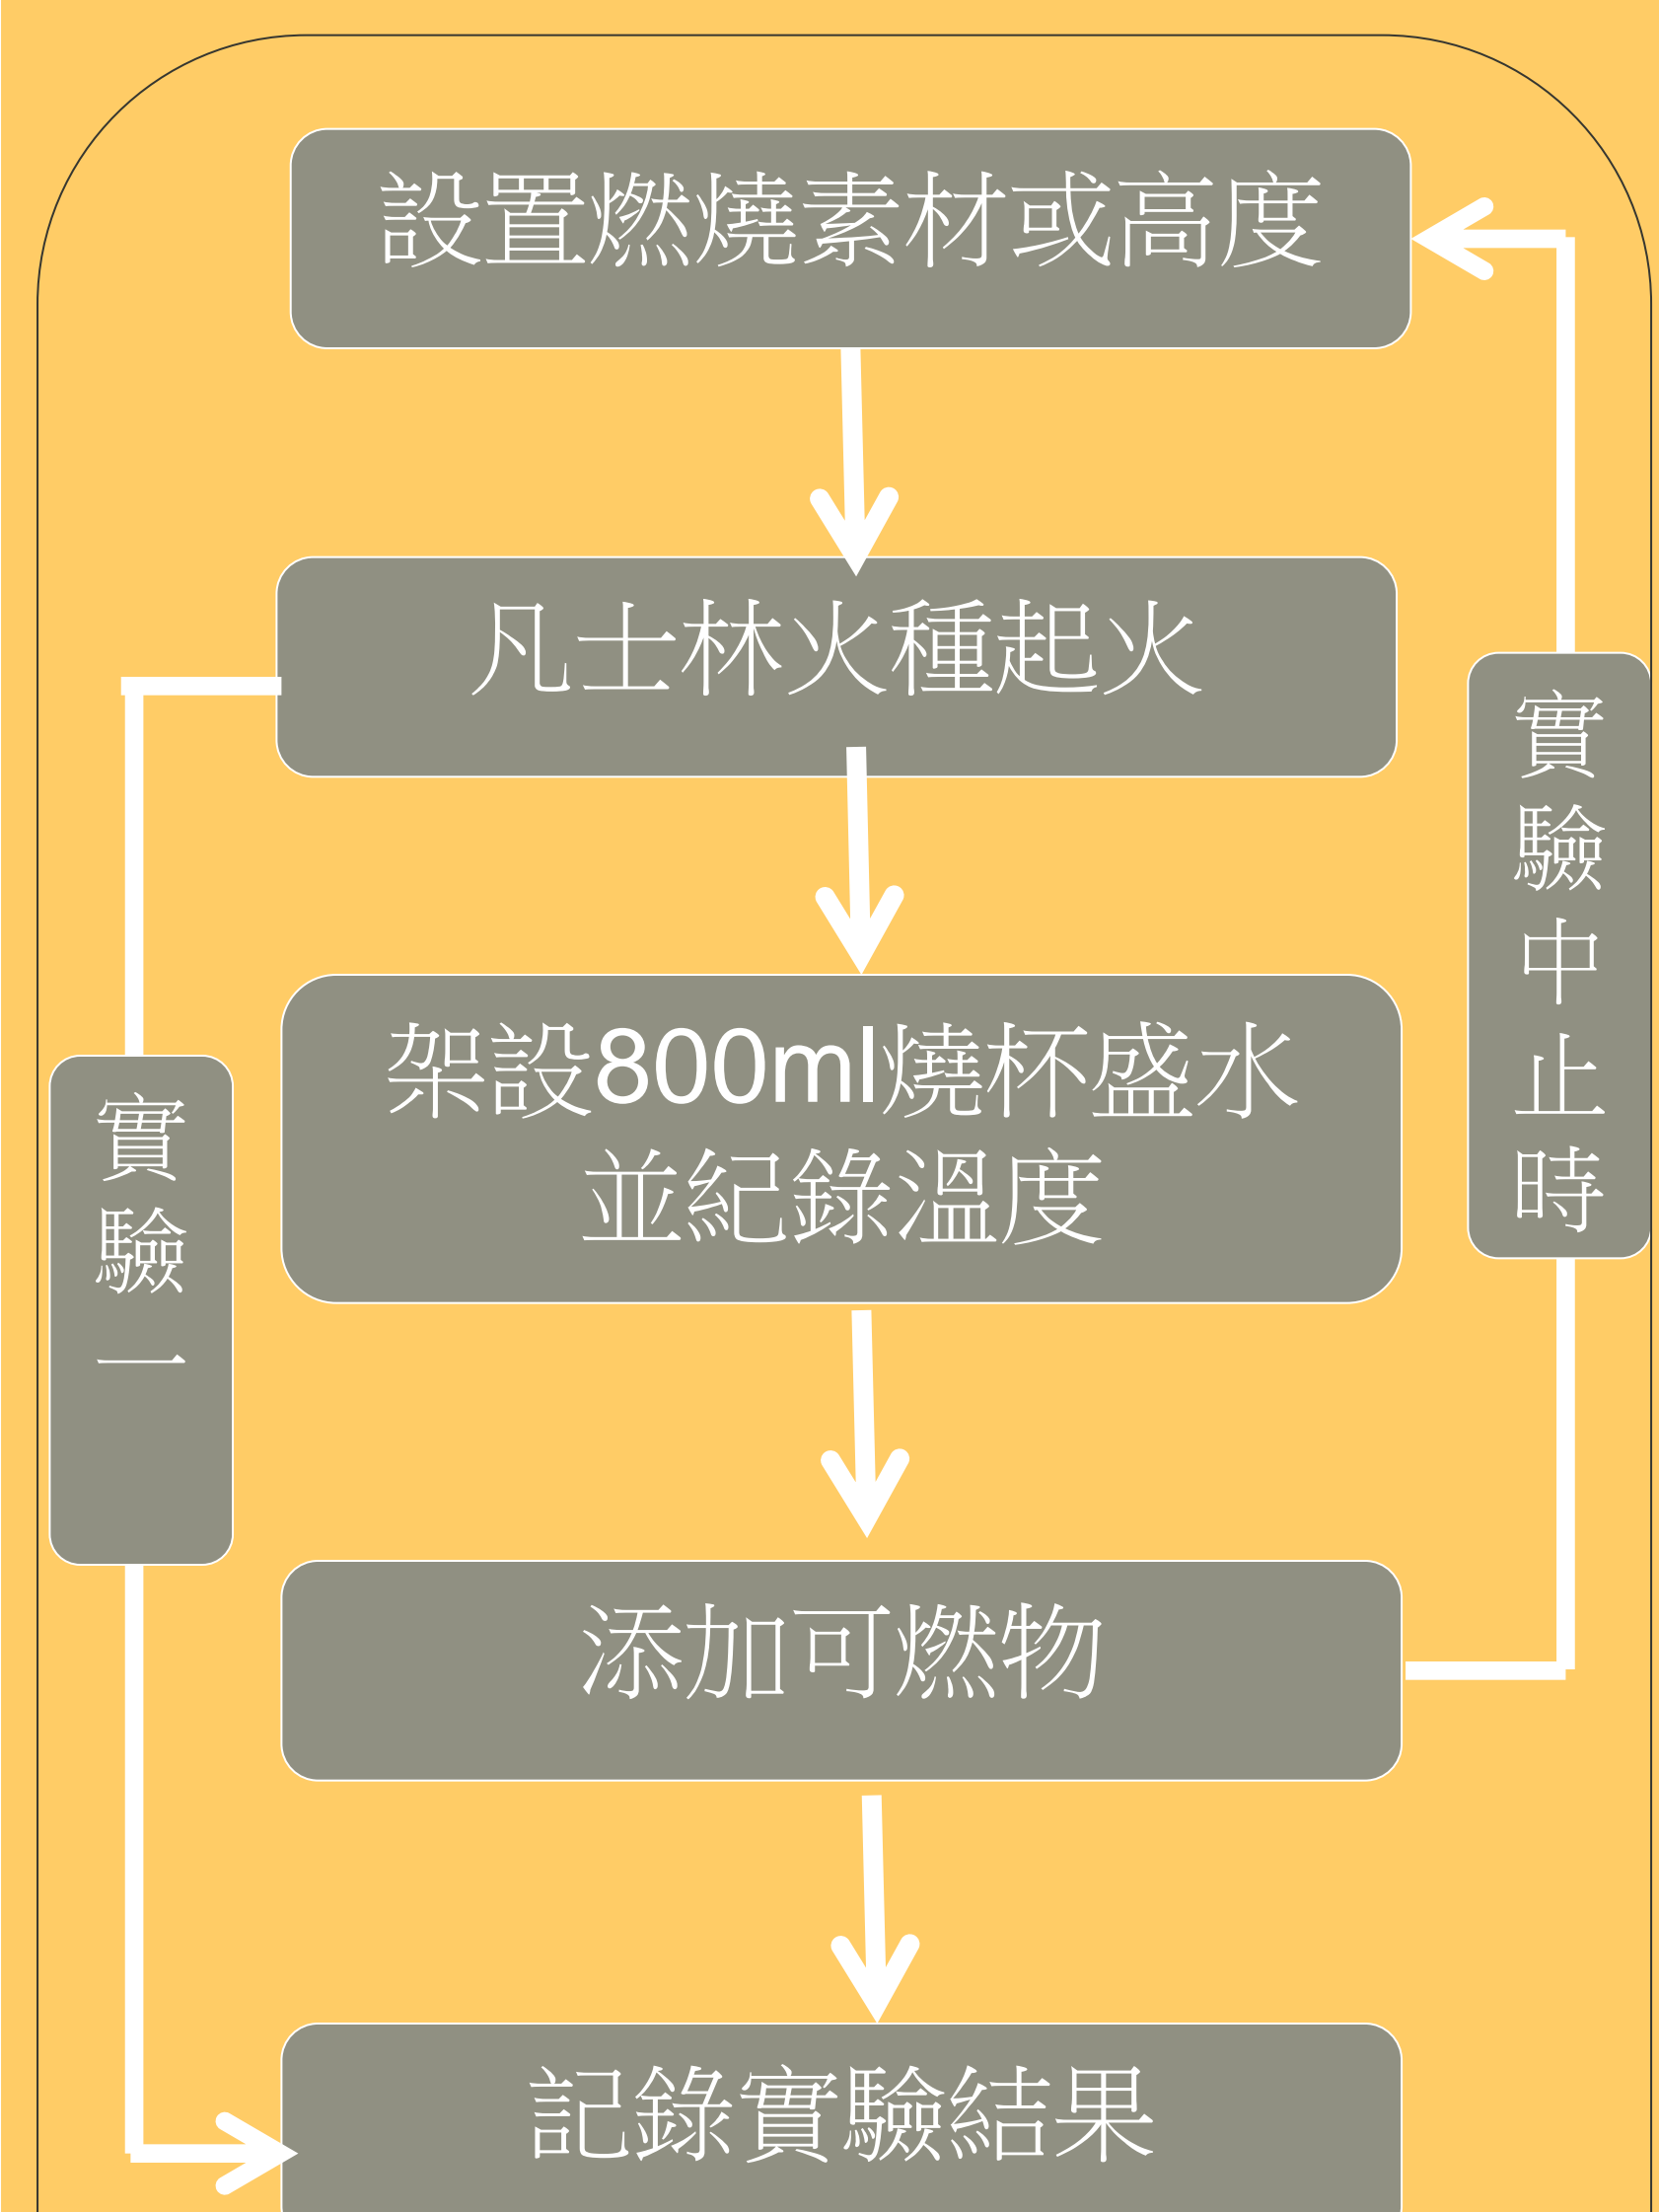 設置燃燒素材或高度
凡士林火種起火
架設800ml燒杯盛水
並紀錄溫度
添加可燃物
記錄實驗結果
實驗一
實驗中止時